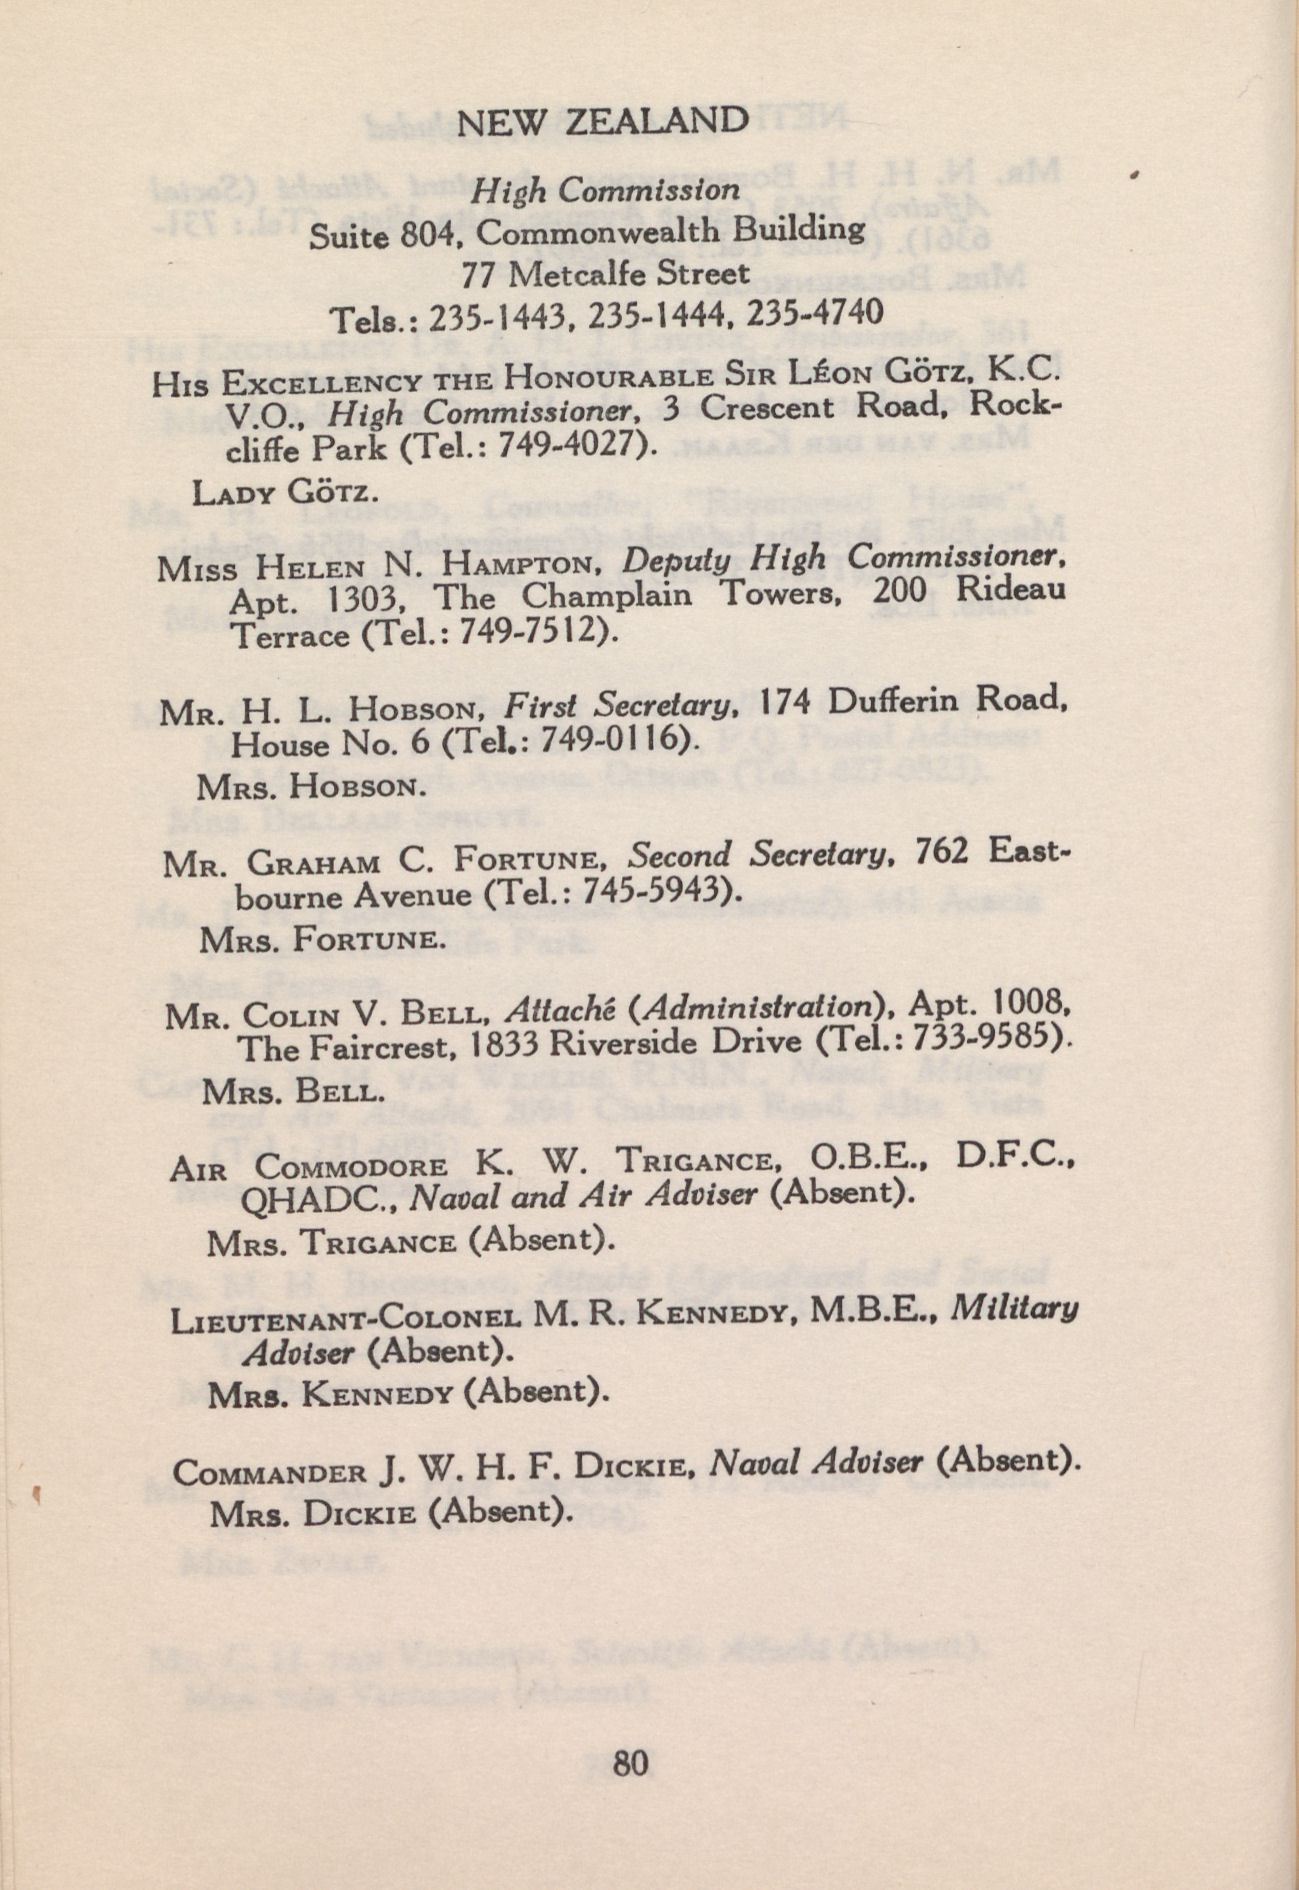 NEW ZEALAND
High Commission
Suite 804, Commonwealth Building
77 Metcalfe Street
Tels.: 235-1443, 235-1444, 235-4740
His Excellency the Honourable Sir Léon Götz, K.C.
V.O., High Commissioner, 3 Crescent Road, Rock-
cliffe Park (Tel.: 749-4027).
Lady Götz.
Miss Helen N. Hampton, Deputy High Commissioner,
Apt. 1303, The Champlain Towers, 200 Rideau
Terrace (Tel.: 749-7512).
Mr. H. L. Hobson, First Secretary, 174 Dufferin Road,
House No. 6 (Tel.: 749-0116).
Mrs. Hobson.
Mr. Graham C. Fortune, Second Secretary, 762 East-
bourne Avenue (Tel.: 745-5943).
Mrs. Fortune.
Mr. Colin V. Bell, Attaché (Administration), Apt. 1008,
The Faircrest, 1833 Riverside Drive (Tel.: 733-9585).
Mrs. Bell.
Air Commodore K. W. Trigance, O.B.E., D.F.C.,
QHADC., Naval and Air Adviser (Absent).
Mrs. Trigance (Absent).
Lieutenant-Colonel M. R. Kennedy, M.B.E., Military
Adviser (Absent).
Mrs. Kennedy (Absent).
Commander J. W. H. F. Dickie, Naval Adviser (Absent).
Mrs. Dickie (Absent).
80